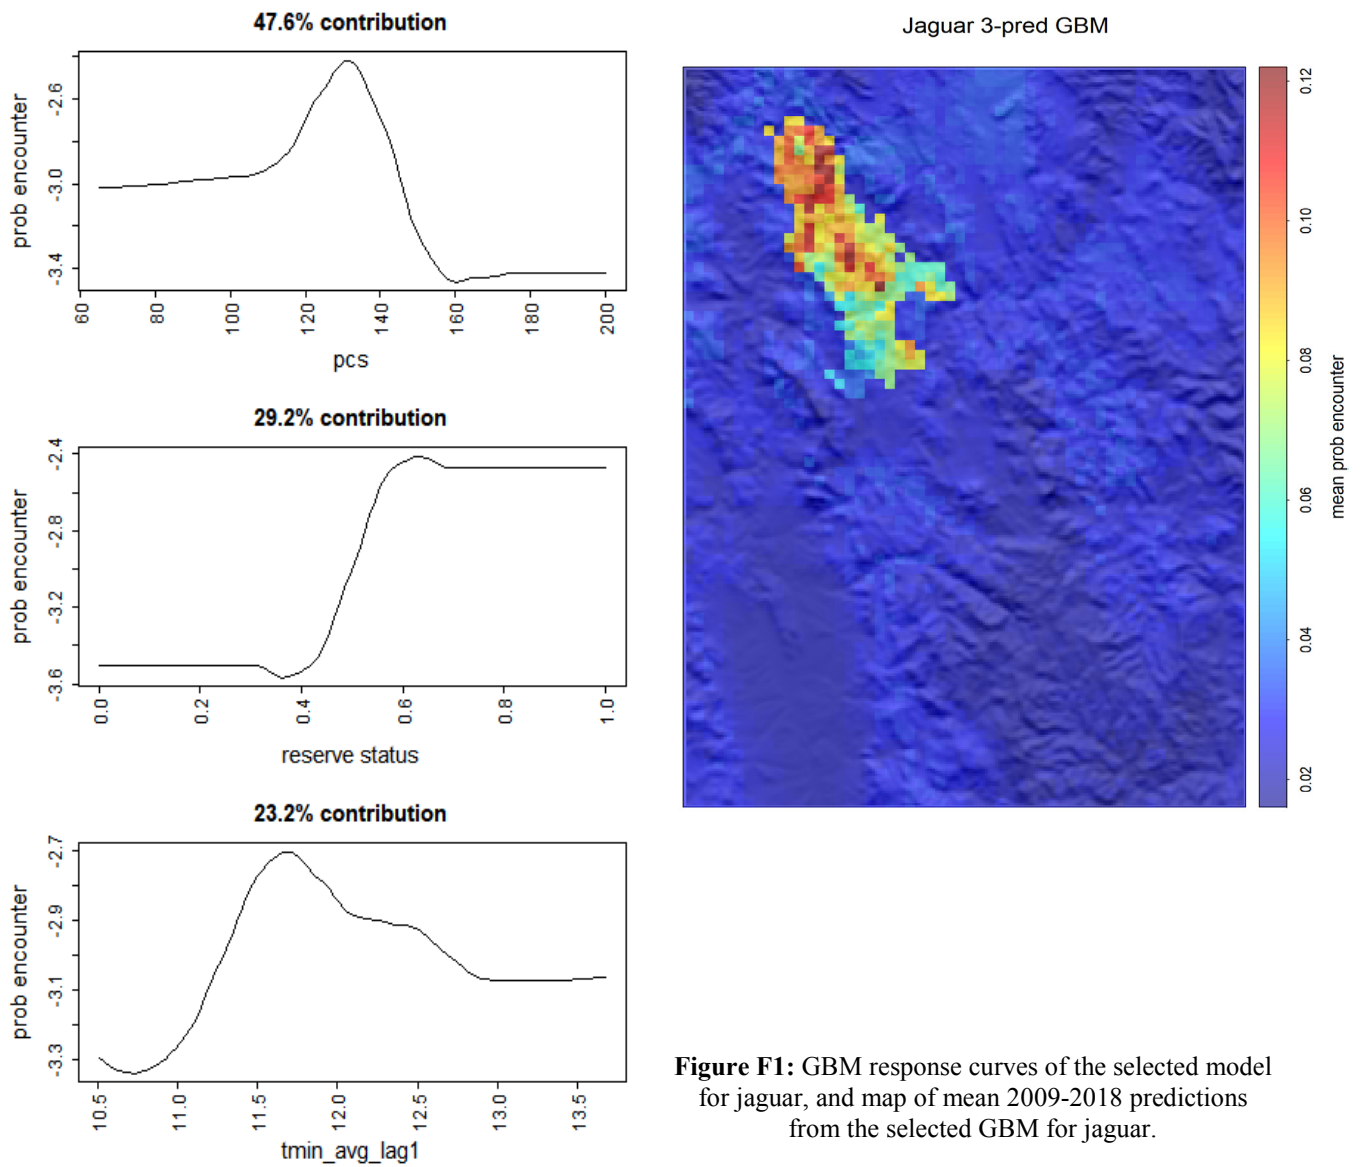 47.6% contribution
prob encounter
-2.6
-3.0
-3.4
60
80
100
120
140
160
180
200
pcs
29.2% contribution
prob encounter
-2.4
-2.8
-3.2
-3.6
0.0
0.2
0.4
0.6
0.8
1.0
reserve status
23.2% contribution
prob encounter
-2.7
-2.9
-3.1
-3.3
10.5
11.0
11.5
12.0
12.5
13.0
13.5
tmin_avg_lag1
Jaguar 3-pred GBM
0.12
0.10
0.08
0.06
0.04
0.02
mean prob encounter
Figure F1: GBM response curves of the selected model
for jaguar, and map of mean 2009-2018 predictions
from the selected GBM for jaguar.